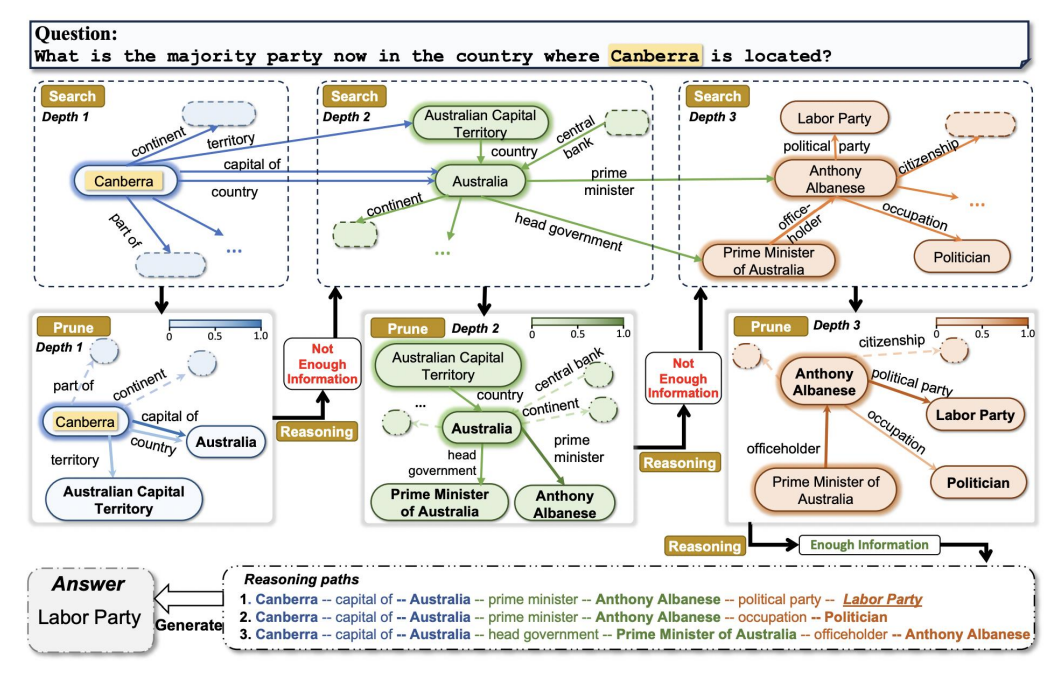 Question:
What is the majority party now in the country where Canberra is located?
Search
Depth 1
continent
territory
capital of
country
part of
Canberra
...
Search
Depth 2
Australian Capital
Territory
country
central
bank
Australia
prime
minister
continent
head government
...
Search
Depth 3
Labor Party
political party
citizenship
Anthony
Albanese
...
office-
holder
occupation
Prime Minister
of Australia
Politician
Prune
Depth 1
0
0.5
1.0
part of
continent
Canberra
capital of
country
Australia
territory
Australian Capital
Territory
Not
Enough
Information
Reasoning
Prune
Depth 2
0
0.5
1.0
Australian Capital
Territory
country
central bank
continent
...
Australia
head
government
prime
minister
Prime Minister
of Australia
Anthony
Albanese
Not
Enough
Information
Reasoning
Prune
Depth 3
0
0.5
1.0
citizenship
Anthony
Albanese
political party
Labor Party
occupation
officeholder
Prime Minister of
Australia
Politician
Reasoning
Enough Information
Answer
Labor Party
Generate
Reasoning paths
1. Canberra -- capital of -- Australia -- prime minister -- Anthony Albanese -- political party -- Labor Party
2. Canberra -- capital of -- Australia -- prime minister -- Anthony Albanese -- occupation -- Politician
3. Canberra -- capital of -- Australia -- head government -- Prime Minister of Australia -- officeholder -- Anthony Albanese